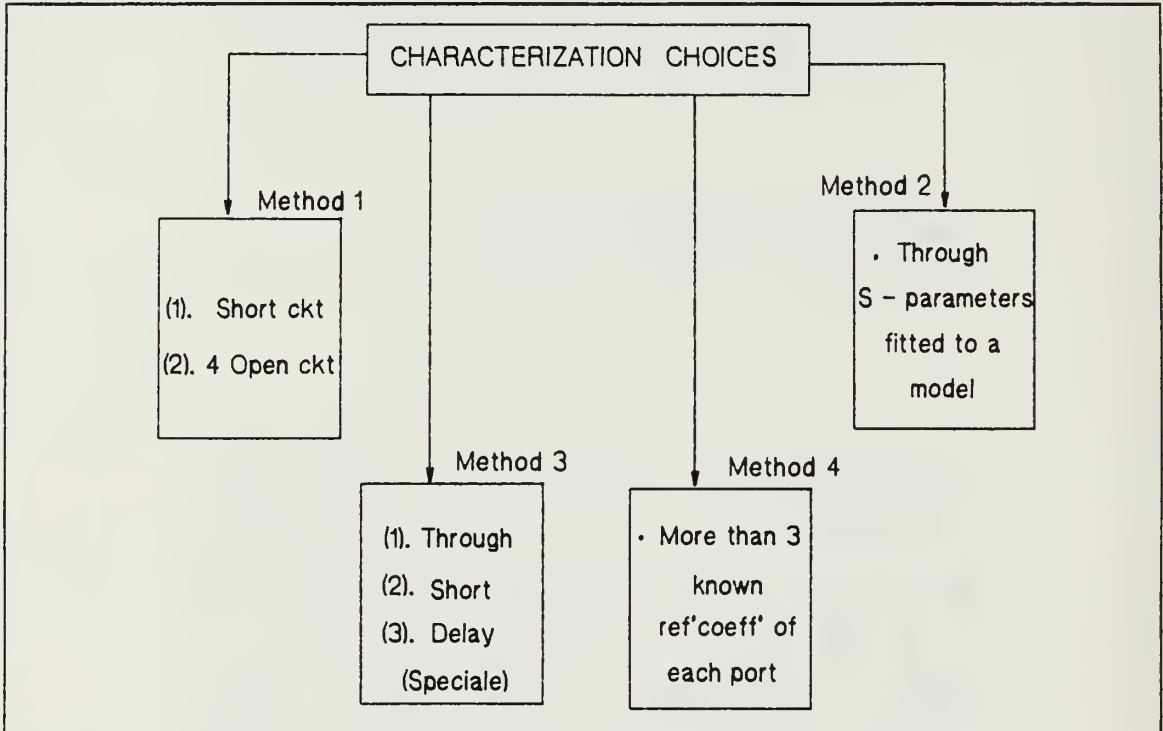 CHARACTERIZATION CHOICES
Method 1
(1). Short ckt
(2). 4 Open ckt
Method 2
. Through
S - parameters
fitted to a
model
Method 3
(1). Through
(2). Short
(3). Delay
(Speciale)
Method 4
. More than 3
known
ref'coeff' of
each port